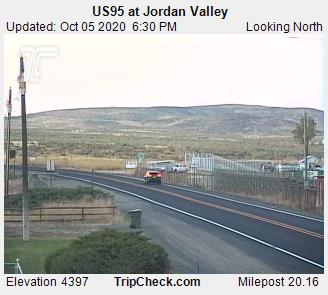 US95 at Jordan Valley
Updated: Oct 05 2020 6:30 PM Looking North
Elevation 4397 TripCheck.com Milepost 20.16